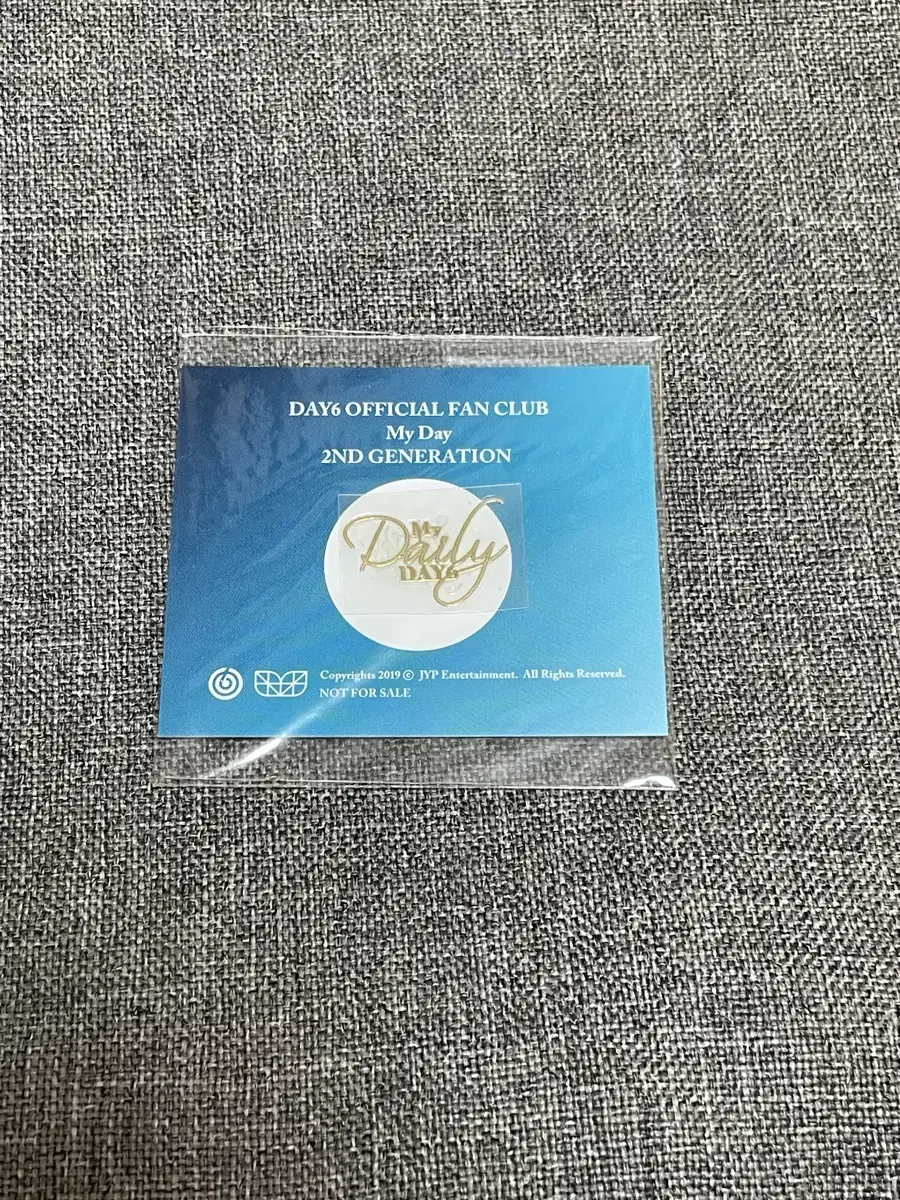 DAY6 OFFICIAL FAN CLUB
My Day
2ND GENERATION
My
Daily
DAY6
Copyrights 2019 © JYP Entertainment. All Rights Reserved.
NOT FOR SALE